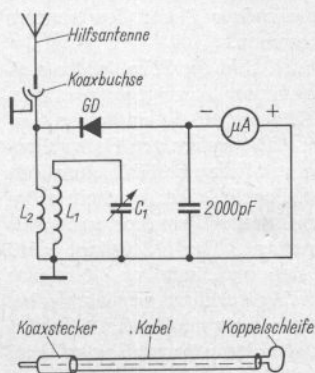 Hilfsantenne
Koaxbuchse
GD
- μA +
L2 L1 C1 2000pF
Koaxstecker .Kabel Koppelschleife